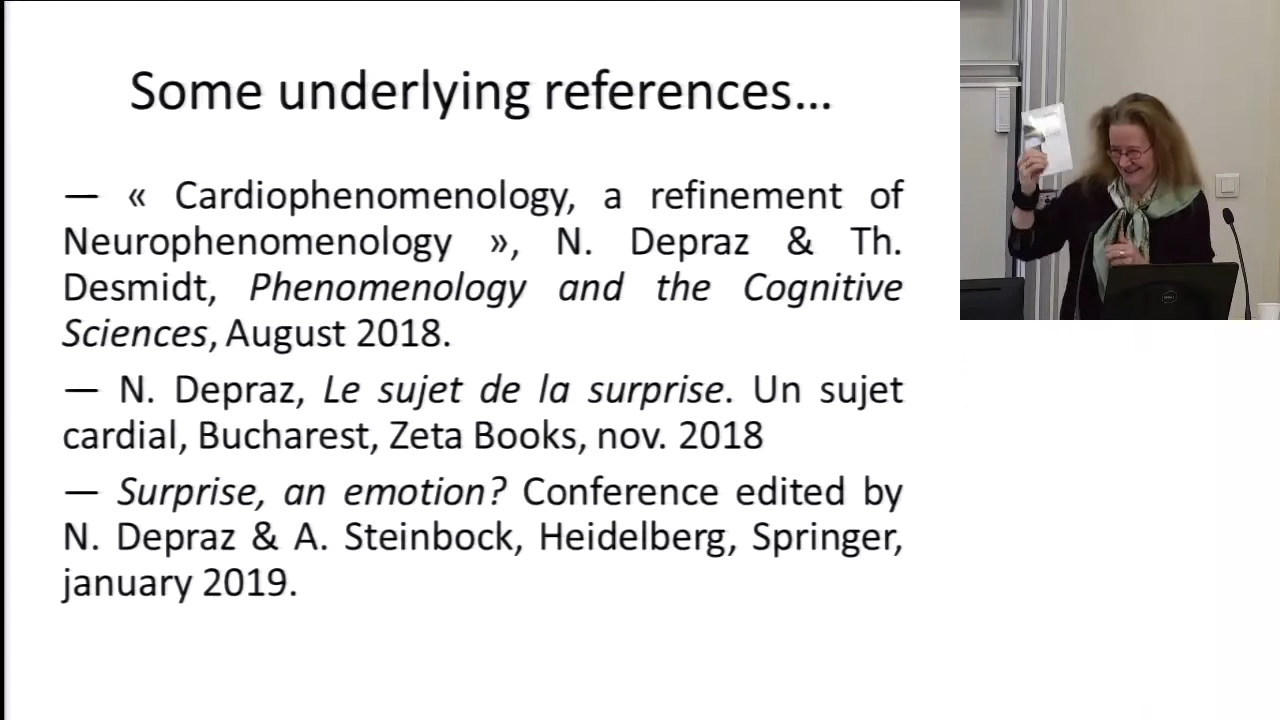 Some underlying references…
— « Cardiophenomenology, a refinement of
Neurophenomenology », N. Depraz & Th.
Desmidt, Phenomenology and the Cognitive
Sciences, August 2018.
— N. Depraz, Le sujet de la surprise. Un sujet
cardial, Bucharest, Zeta Books, nov. 2018
— Surprise, an emotion? Conference edited by
N. Depraz & A. Steinbock, Heidelberg, Springer,
january 2019.